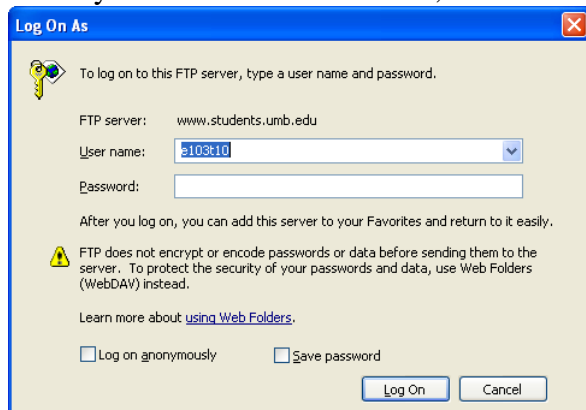 Log On As
To log on to this FTP server, type a user name and password.
FTP server: www.students.umb.edu
User name: e103t10
Password:
After you log on, you can add this server to your Favorites and return to it easily.
FTP does not encrypt or encode passwords or data before sending them to the
server. To protect the security of your passwords and data, use Web Folders
(WebDAV) instead.
Learn more about using Web Folders.
Log on anonymously Save password
Log On Cancel